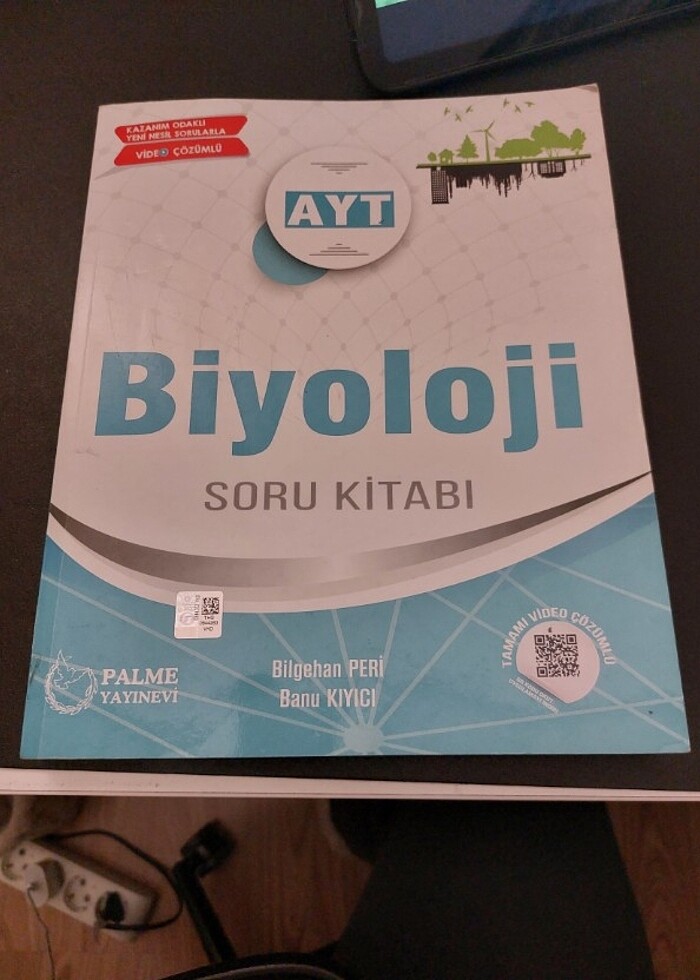 KAZANIM ODAKLI
YENİ NESİL SORULARLA
VİDEO ÇÖZÜMLÜ
AYT
Biyoloji
SORU KİTABI
PALME
YAYINEVİ
Bilgehan PERİ
Banu KIYICI
TAMAMI VİDEO ÇÖZÜMLÜ